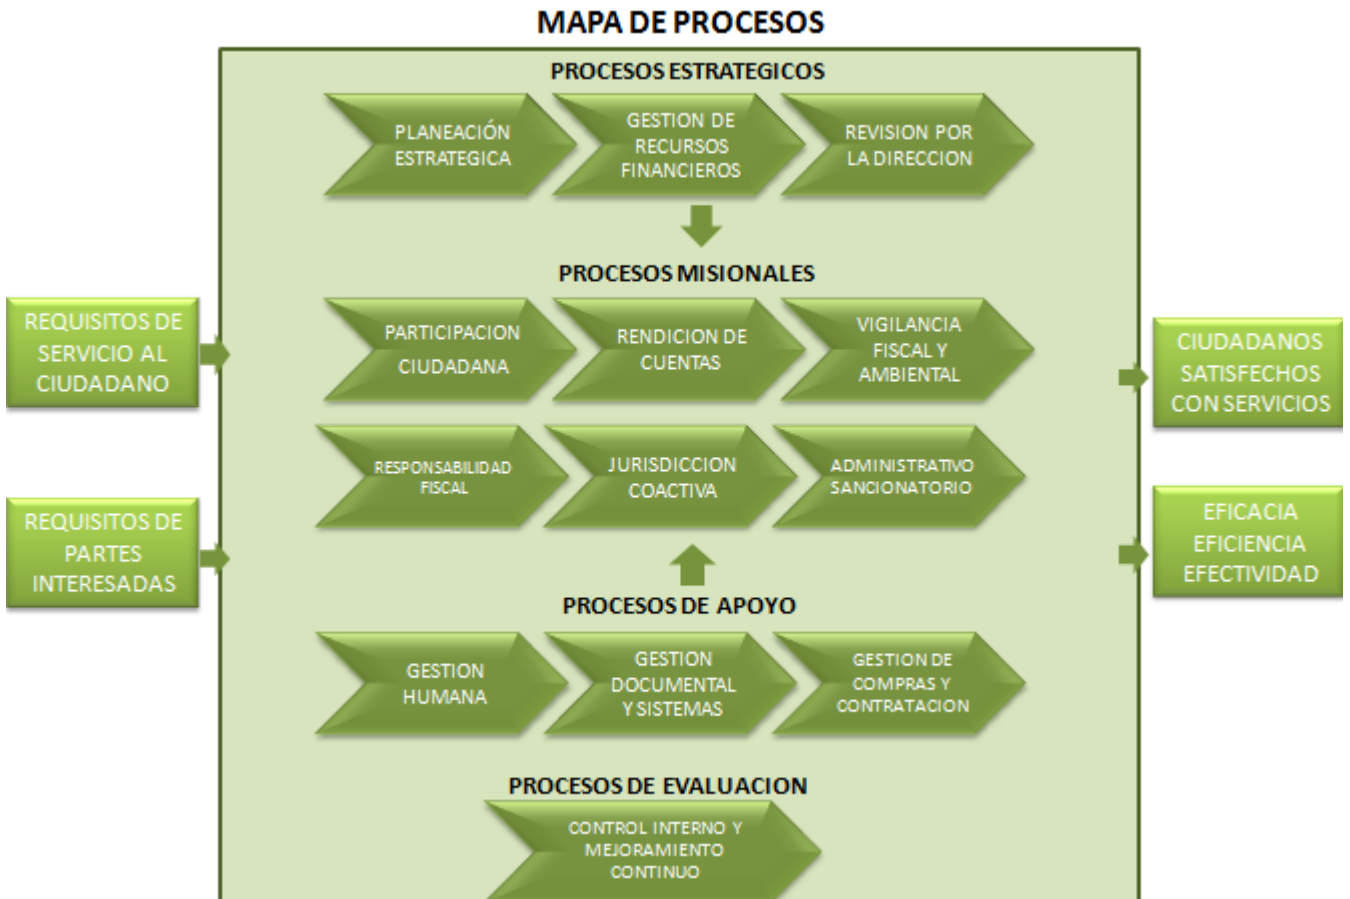 MAPA DE PROCESOS
PROCESOS ESTRATEGICOS
PLANEACIÓN
ESTRATEGICA
GESTION DE
RECURSOS
FINANCIEROS
REVISION POR
LA DIRECCION
PROCESOS MISIONALES
REQUISITOS DE
SERVICIO AL
CIUDADANO
PARTICIPACION
CIUDADANA
RENDICION DE
CUENTAS
VIGILANCIA
FISCAL Y
AMBIENTAL
CIUDADANOS
SATISFECHOS
CON SERVICIOS
RESPONSABILIDAD
FISCAL
JURISDICCION
COACTIVA
ADMINISTRATIVO
SANCIONATORIO
REQUISITOS DE
PARTES
INTERESADAS
EFICACIA
EFICIENCIA
EFECTIVIDAD
PROCESOS DE APOYO
GESTION
HUMANA
GESTION
DOCUMENTAL
Y SISTEMAS
GESTION DE
COMPRAS Y
CONTRATACION
PROCESOS DE EVALUACION
CONTROL INTERNO Y
MEJORAMIENTO
CONTINUO